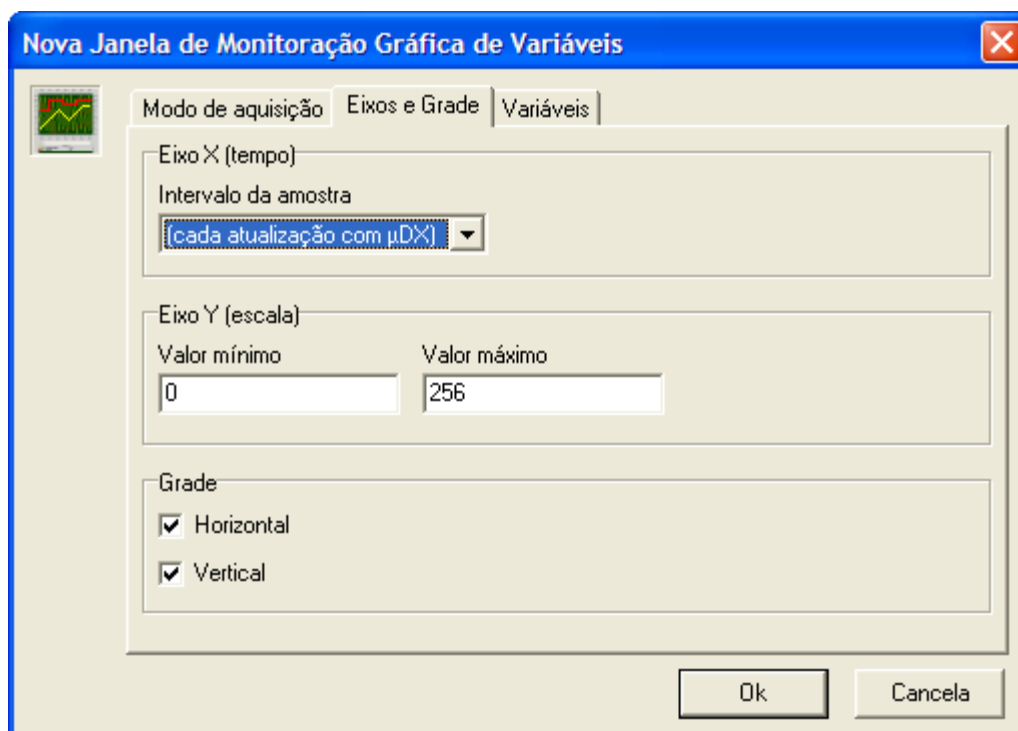 Nova Janela de Monitoração Gráfica de Variáveis
Modo de aquisição Eixos e Grade Variáveis
Eixo X (tempo)
Intervalo da amostra
(cada atualização com µDX)
Eixo Y (escala)
Valor mínimo Valor máximo
0 256
Grade
Horizontal
Vertical
Ok Cancela